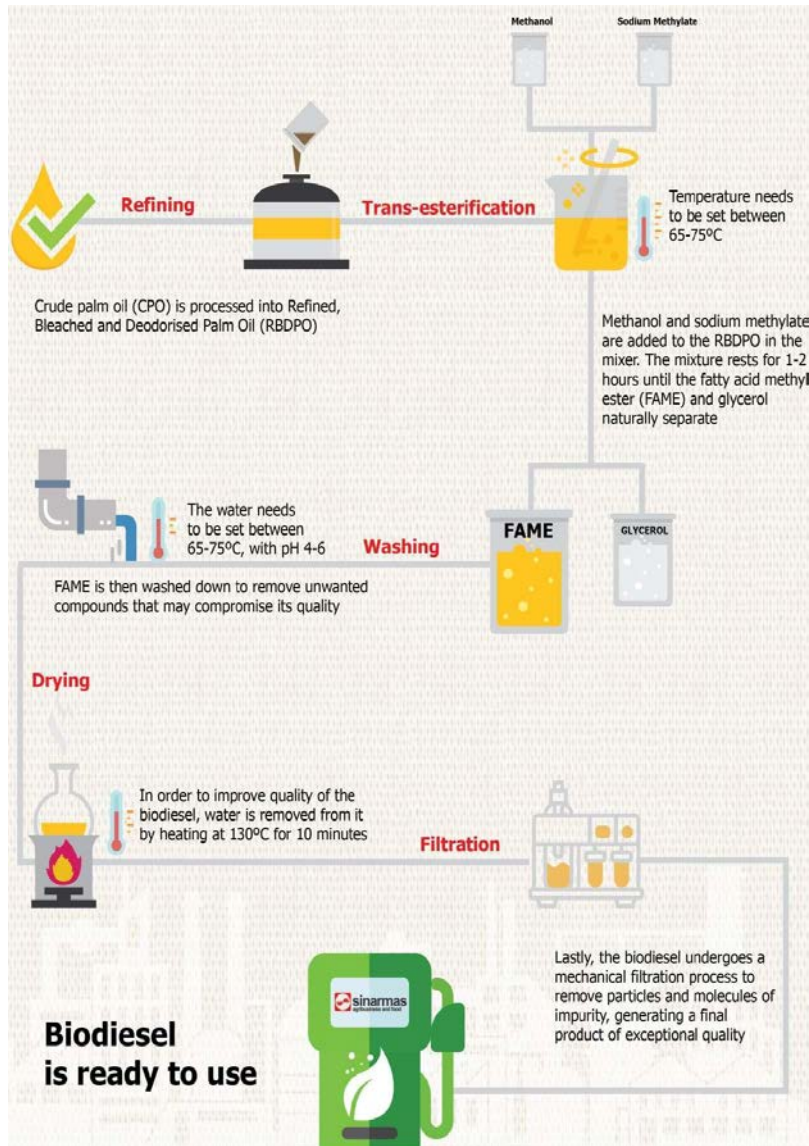 Methanol
Sodium Methylate
Refining
Trans-esterification
Temperature needs
to be set between
65-75ºC
Crude palm oil (CPO) is processed into Refined,
Bleached and Deodorised Palm Oil (RBDPO)
Methanol and sodium methylate
are added to the RBDPO in the
mixer. The mixture rests for 1-2
hours until the fatty acid methyl
ester (FAME) and glycerol
naturally separate
The water needs
to be set between
65-75ºC, with pH 4-6
Washing
FAME
GLYCEROL
FAME is then washed down to remove unwanted
compounds that may compromise its quality
Drying
In order to improve quality of the
biodiesel, water is removed from it
by heating at 130ºC for 10 minutes
Filtration
Lastly, the biodiesel undergoes a
mechanical filtration process to
remove particles and molecules of
impurity, generating a final
product of exceptional quality
sinarmas
agribusiness and food
Biodiesel
is ready to use